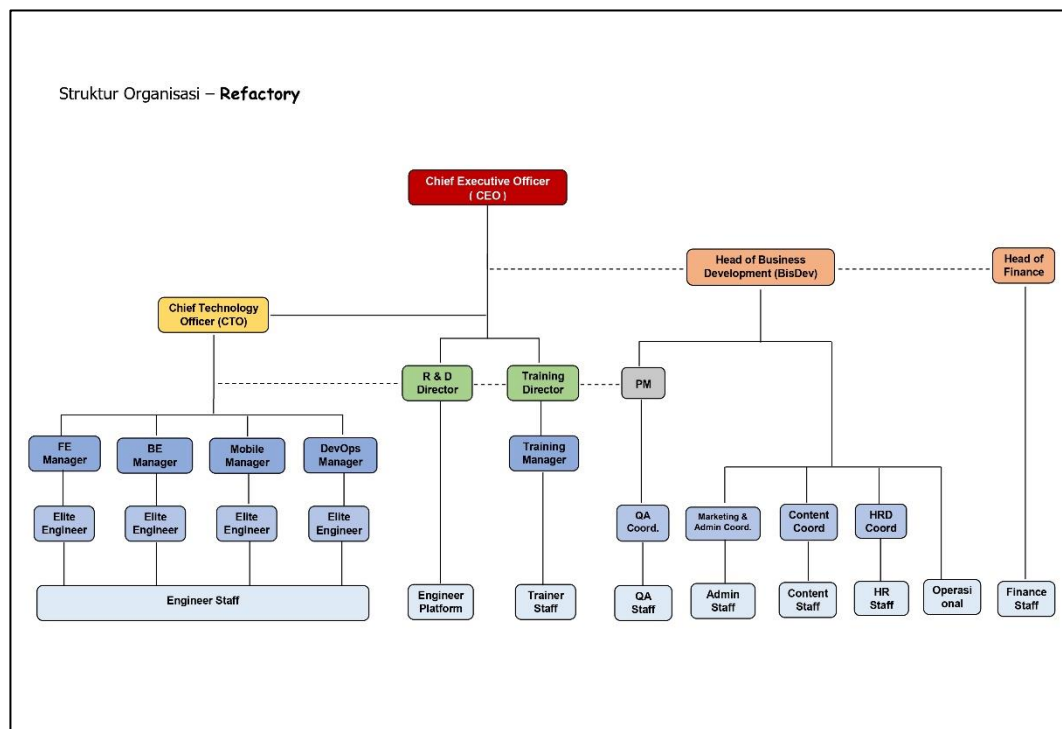 Struktur Organisasi – Refactory
Chief Executive Officer
( CEO )
Head of Business
Development (BisDev)
Head of
Finance
Chief Technology
Officer (CTO)
R & D
Director
Training
Director
PM
FE
Manager
BE
Manager
Mobile
Manager
DevOps
Manager
Training
Manager
Elite
Engineer
Elite
Engineer
Elite
Engineer
Elite
Engineer
QA
Coord.
Marketing &
Admin Coord.
Content
Coord
HRD
Coord
Engineer Staff
Engineer
Platform
Trainer
Staff
QA
Staff
Admin
Staff
Content
Staff
HR
Staff
Operasi
onal
Finance
Staff